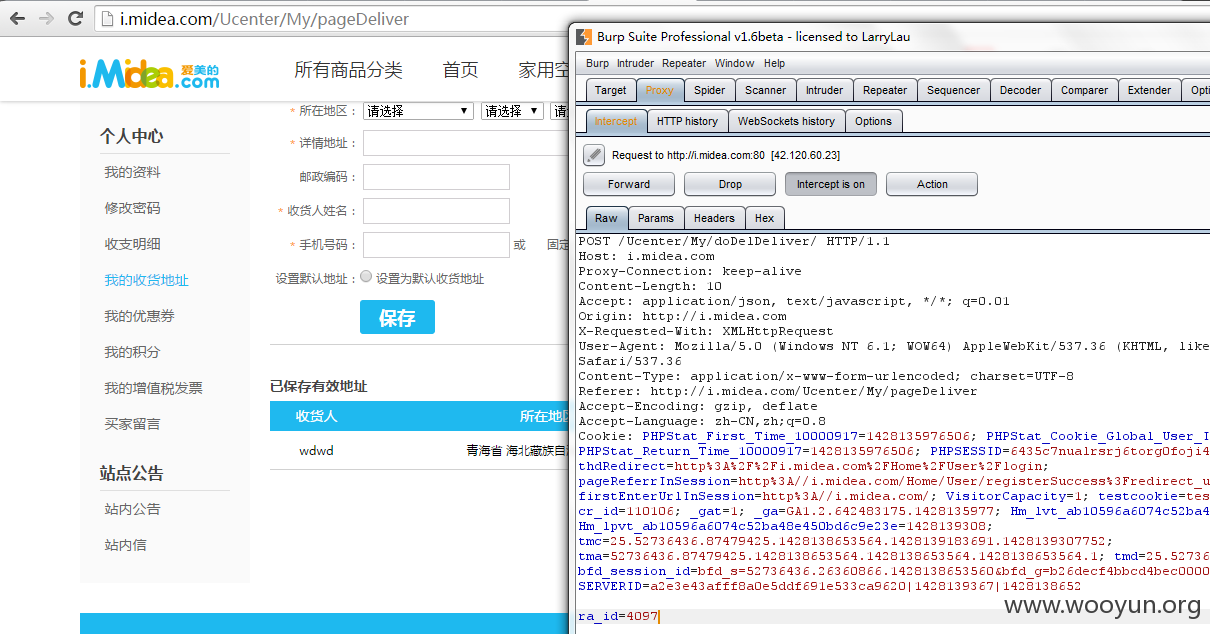 i.midea.com/Ucenter/My/pageDeliver
i.Midea 爱美的 .com
所有商品分类 首页 家用空
个人中心
我的资料
修改密码
收支明细
我的收货地址
我的优惠券
我的积分
我的增值税发票
买家留言
站点公告
站内公告
站内信
* 所在地区： 请选择 请选择
* 详情地址：
邮政编码：
* 收货人姓名：
* 手机号码： 或 固定
设置默认地址： 设置为默认收货地址
保存
已保存有效地址
收货人 所在地区
wdwd 青海省 海北藏族自
Burp Suite Professional v1.6beta - licensed to LarryLau
Burp Intruder Repeater Window Help
Target Proxy Spider Scanner Intruder Repeater Sequencer Decoder Comparer Extender Opti
Intercept HTTP history WebSockets history Options
Request to http://i.midea.com:80 [42.120.60.23]
Forward Drop Intercept is on Action
Raw Params Headers Hex
POST /Ucenter/My/doDelDeliver/ HTTP/1.1
Host: i.midea.com
Proxy-Connection: keep-alive
Content-Length: 10
Accept: application/json, text/javascript, */*; q=0.01
Origin: http://i.midea.com
X-Requested-With: XMLHttpRequest
User-Agent: Mozilla/5.0 (Windows NT 6.1; WOW64) AppleWebKit/537.36 (KHTML, like
Safari/537.36
Content-Type: application/x-www-form-urlencoded; charset=UTF-8
Referer: http://i.midea.com/Ucenter/My/pageDeliver
Accept-Encoding: gzip, deflate
Accept-Language: zh-CN,zh;q=0.8
Cookie: PHPStat_First_Time_10000917=1428135976506; PHPStat_Cookie_Global_User_I
PHPStat_Return_Time_10000917=1428135976506; PHPSESSID=6435c7nualrsrj6torg0foji4
thdRedirect=http%3A%2F%2Fi.midea.com%2FHome%2FUser%2Flogin;
pageReferrInSession=http%3A//i.midea.com/Home/User/registerSuccess%3Fredirect_u
firstEnterUrlInSession=http%3A//i.midea.com/; VisitorCapacity=1; testcookie=tes
cr_id=110106; _gat=1; _ga=GA1.2.642483175.1428135977; Hm_lvt_ab10596a6074c52ba4
Hm_lpvt_ab10596a6074c52ba48e450bd6c9e23e=1428139308;
tmc=25.52736436.87479425.1428138653564.1428139183691.1428139307752;
tma=52736436.87479425.1428138653564.1428138653564.1428138653564.1; tmd=25.52736
bfd_session_id=bfd_s=52736436.26360866.1428138653560&bfd_g=b26decf4bbcd4bec0000
SERVERID=a2e3e43afff8a0e5ddf691e533ca9620|1428139367|1428138652
ra_id=4097
www.wooyun.org